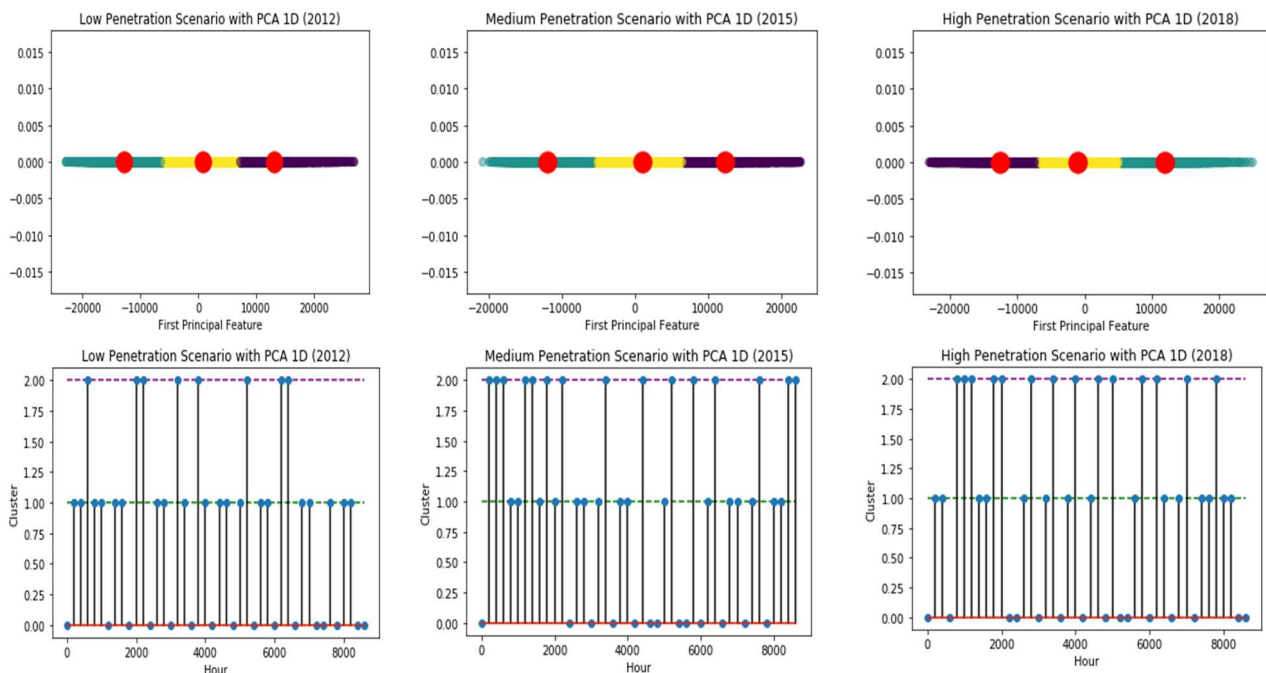 Low Penetration Scenario with PCA 1D (2012)
0.015
0.010
0.005
0.000
−0.005
−0.010
−0.015
−20000 −10000 0 10000 20000
First Principal Feature
Medium Penetration Scenario with PCA 1D (2015)
0.015
0.010
0.005
0.000
−0.005
−0.010
−0.015
−20000 −10000 0 10000 20000
First Principal Feature
High Penetration Scenario with PCA 1D (2018)
0.015
0.010
0.005
0.000
−0.005
−0.010
−0.015
−20000 −10000 0 10000 20000
First Principal Feature
Low Penetration Scenario with PCA 1D (2012)
2.00
1.75
1.50
1.25
1.00
0.75
0.50
0.25
0.00
Cluster
0 2000 4000 6000 8000
Hour
Medium Penetration Scenario with PCA 1D (2015)
2.00
1.75
1.50
1.25
1.00
0.75
0.50
0.25
0.00
Cluster
0 2000 4000 6000 8000
Hour
High Penetration Scenario with PCA 1D (2018)
2.00
1.75
1.50
1.25
1.00
0.75
0.50
0.25
0.00
Cluster
0 2000 4000 6000 8000
Hour